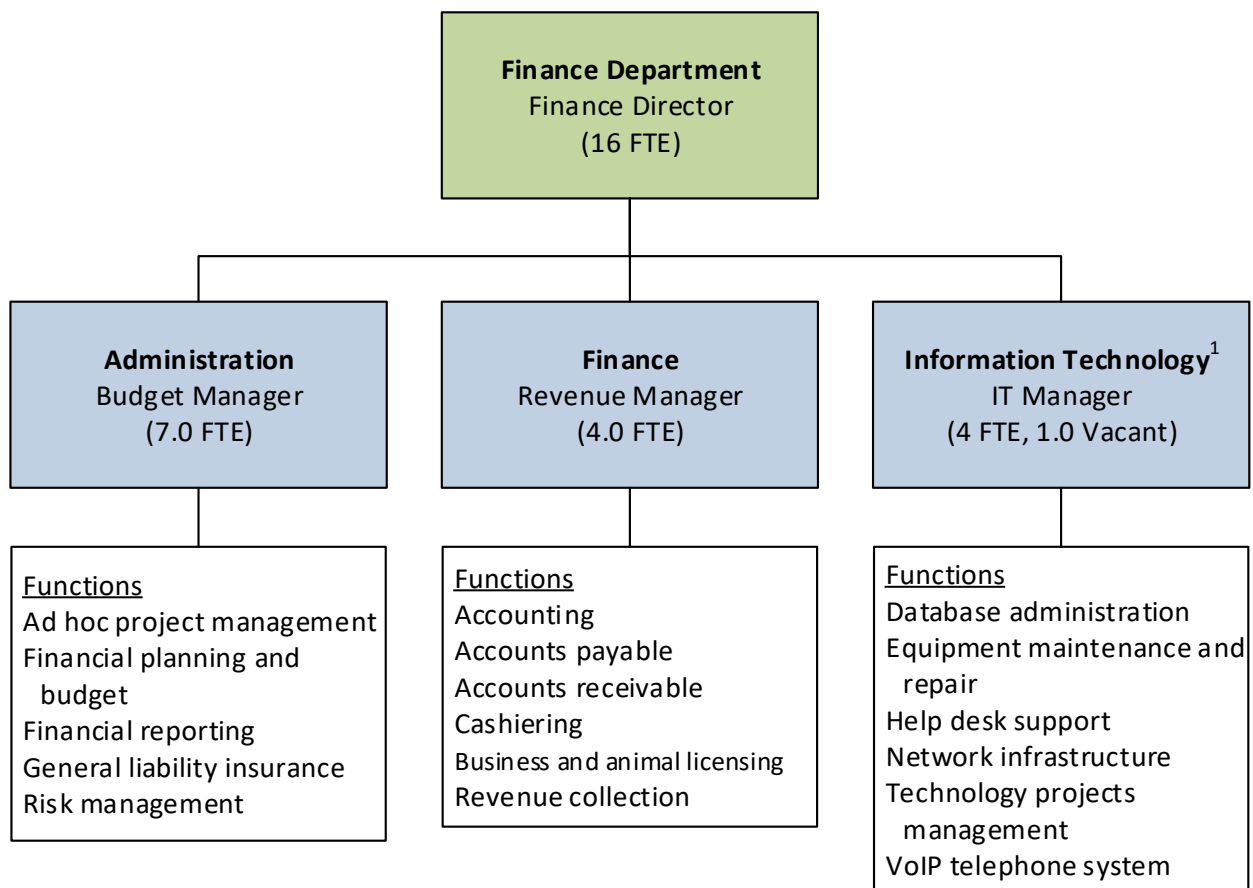 Finance Department
Finance Director
(16 FTE)
Administration
Budget Manager
(7.0 FTE)
Finance
Revenue Manager
(4.0 FTE)
Information Technology1
IT Manager
(4 FTE, 1.0 Vacant)
Functions
Ad hoc project management
Financial planning and
budget
Financial reporting
General liability insurance
Risk management
Functions
Accounting
Accounts payable
Accounts receivable
Cashiering
Business and animal licensing
Revenue collection
Functions
Database administration
Equipment maintenance and
repair
Help desk support
Network infrastructure
Technology projects
management
VoIP telephone system